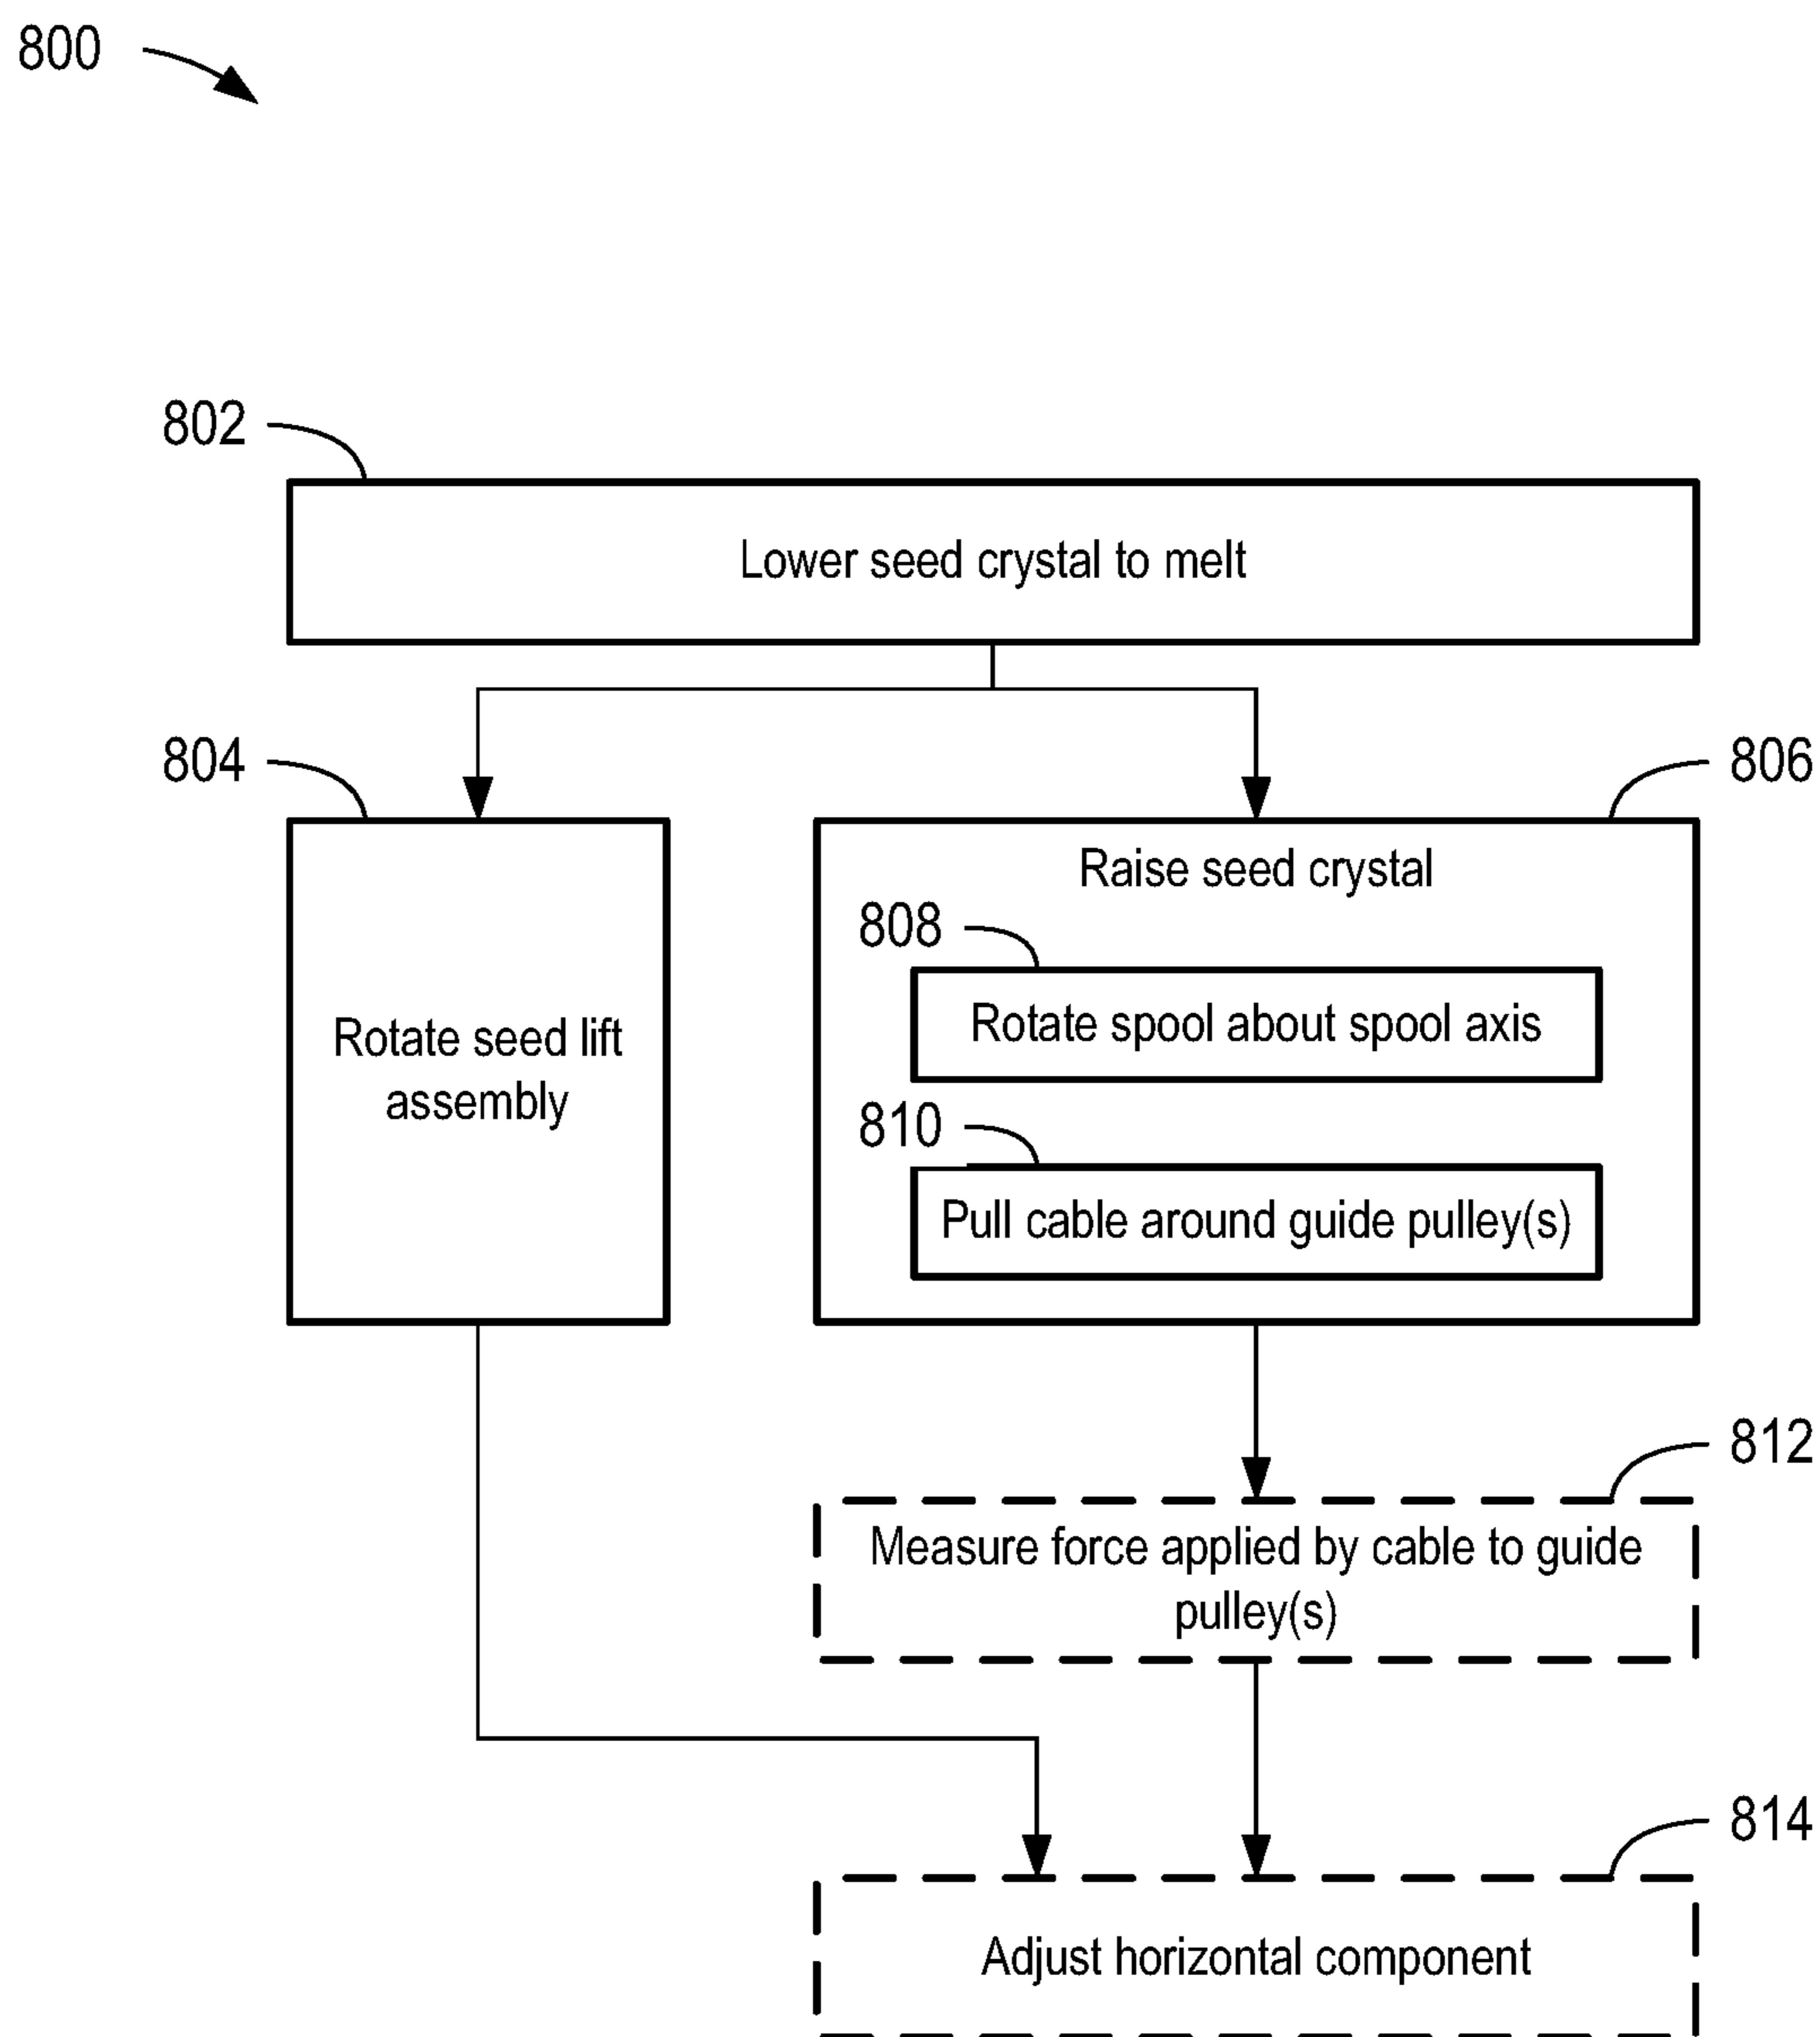 800
802
Lower seed crystal to melt
804
806
Raise seed crystal
808
Rotate spool about spool axis
Rotate seed lift
assembly
810
Pull cable around guide pulley(s)
812
Measure force applied by cable to guide
pulley(s)
814
Adjust horizontal component